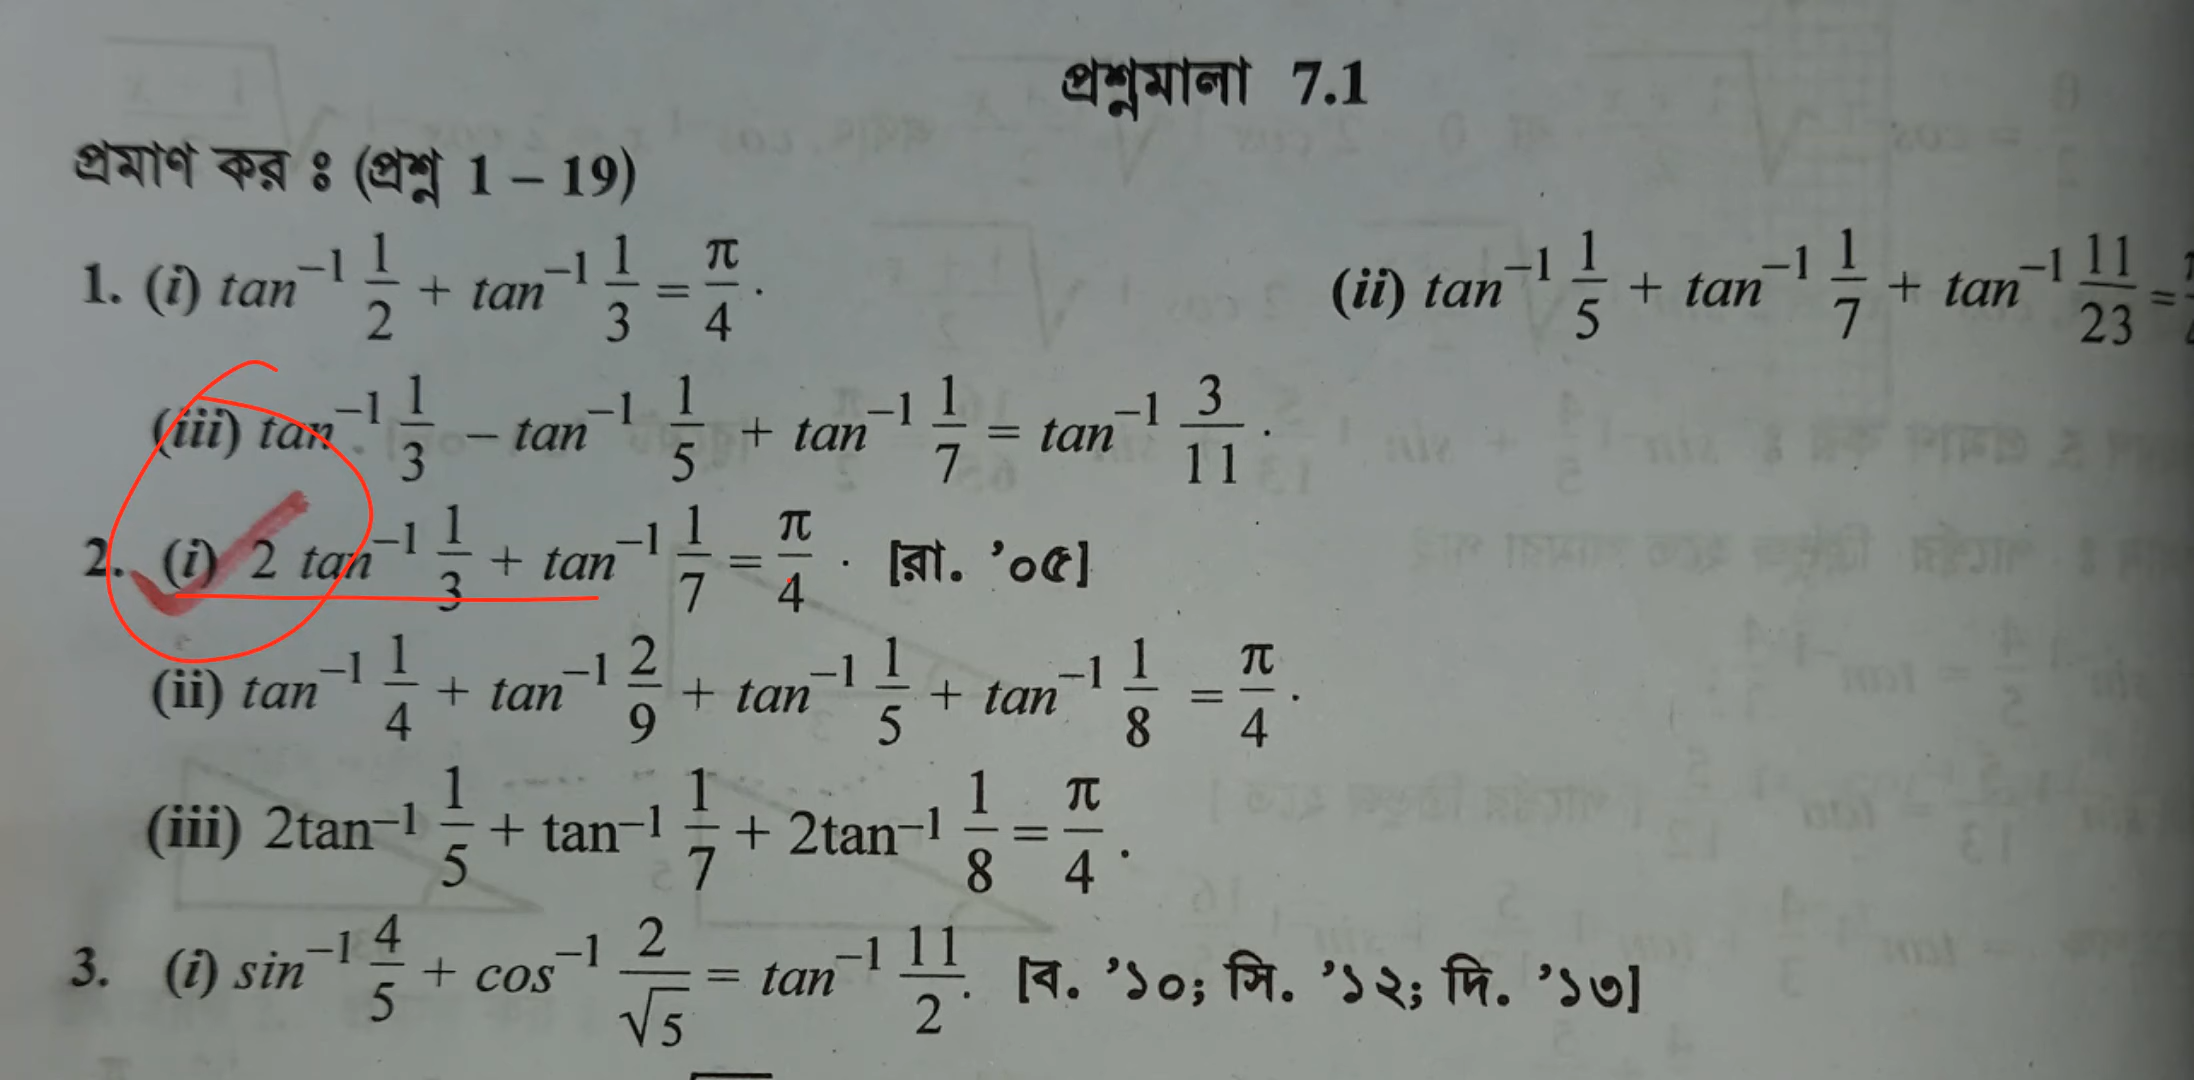 প্রশ্নমালা 7.1
প্রমাণ কর ঃ (প্রশ্ন 1 – 19)
1. (i) tan⁻¹ 1/2 + tan⁻¹ 1/3 = π/4 . (ii) tan⁻¹ 1/5 + tan⁻¹ 1/7 + tan⁻¹ 11/23 =
(iii) tan⁻¹ 1/3 – tan⁻¹ 1/5 + tan⁻¹ 1/7 = tan⁻¹ 3/11 .
2. (i) 2 tan⁻¹ 1/3 + tan⁻¹ 1/7 = π/4 . [রা. ’০৫]
(ii) tan⁻¹ 1/4 + tan⁻¹ 2/9 + tan⁻¹ 1/5 + tan⁻¹ 1/8 = π/4 .
(iii) 2tan⁻¹ 1/5 + tan⁻¹ 1/7 + 2tan⁻¹ 1/8 = π/4 .
3. (i) sin⁻¹ 4/5 + cos⁻¹ 2/√5 = tan⁻¹ 11/2 . [ব. ’১০; সি. ’১২; দি. ’১৭]